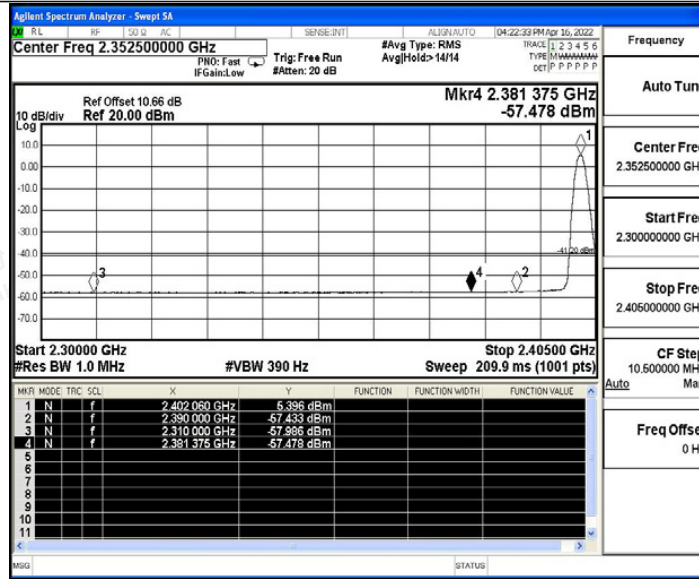 Agilent Spectrum Analyzer - Swept SA
RL RF 50 Ω AC SENSE:INT ALIGNAUTO 04:22:33 PM Apr 16, 2022
Center Freq 2.352500000 GHz
PNO: Fast
IFGain:Low
Trig: Free Run
#Atten: 20 dB
#Avg Type: RMS
Avg|Hold:> 14/14
TRACE 1 2 3 4 5 6
TYPE MWWWWW
DET P P P P P P
Mkr4 2.381 375 GHz
-57.478 dBm
Ref Offset 10.66 dB
Ref 20.00 dBm
10 dB/div
Log
10.0
0.00
-10.0
-20.0
-30.0
-40.0
-50.0
-60.0
-70.0
1
-41.20 dBm
3
4
2
Start 2.30000 GHz Stop 2.40500 GHz
#Res BW 1.0 MHz #VBW 390 Hz Sweep 209.9 ms (1001 pts)
MKR MODE TRC SCL X Y FUNCTION FUNCTION WIDTH FUNCTION VALUE
1 N f 2.402 060 GHz 5.396 dBm
2 N f 2.390 000 GHz -57.433 dBm
3 N f 2.310 000 GHz -57.986 dBm
4 N f 2.381 375 GHz -57.478 dBm
5
6
7
8
9
10
11
MSG STATUS
Frequency
Auto Tun
Center Fre
2.352500000 GH
Start Fre
2.300000000 GH
Stop Fre
2.405000000 GH
CF Ste
10.500000 MH
Auto Ma
Freq Offse
0 H